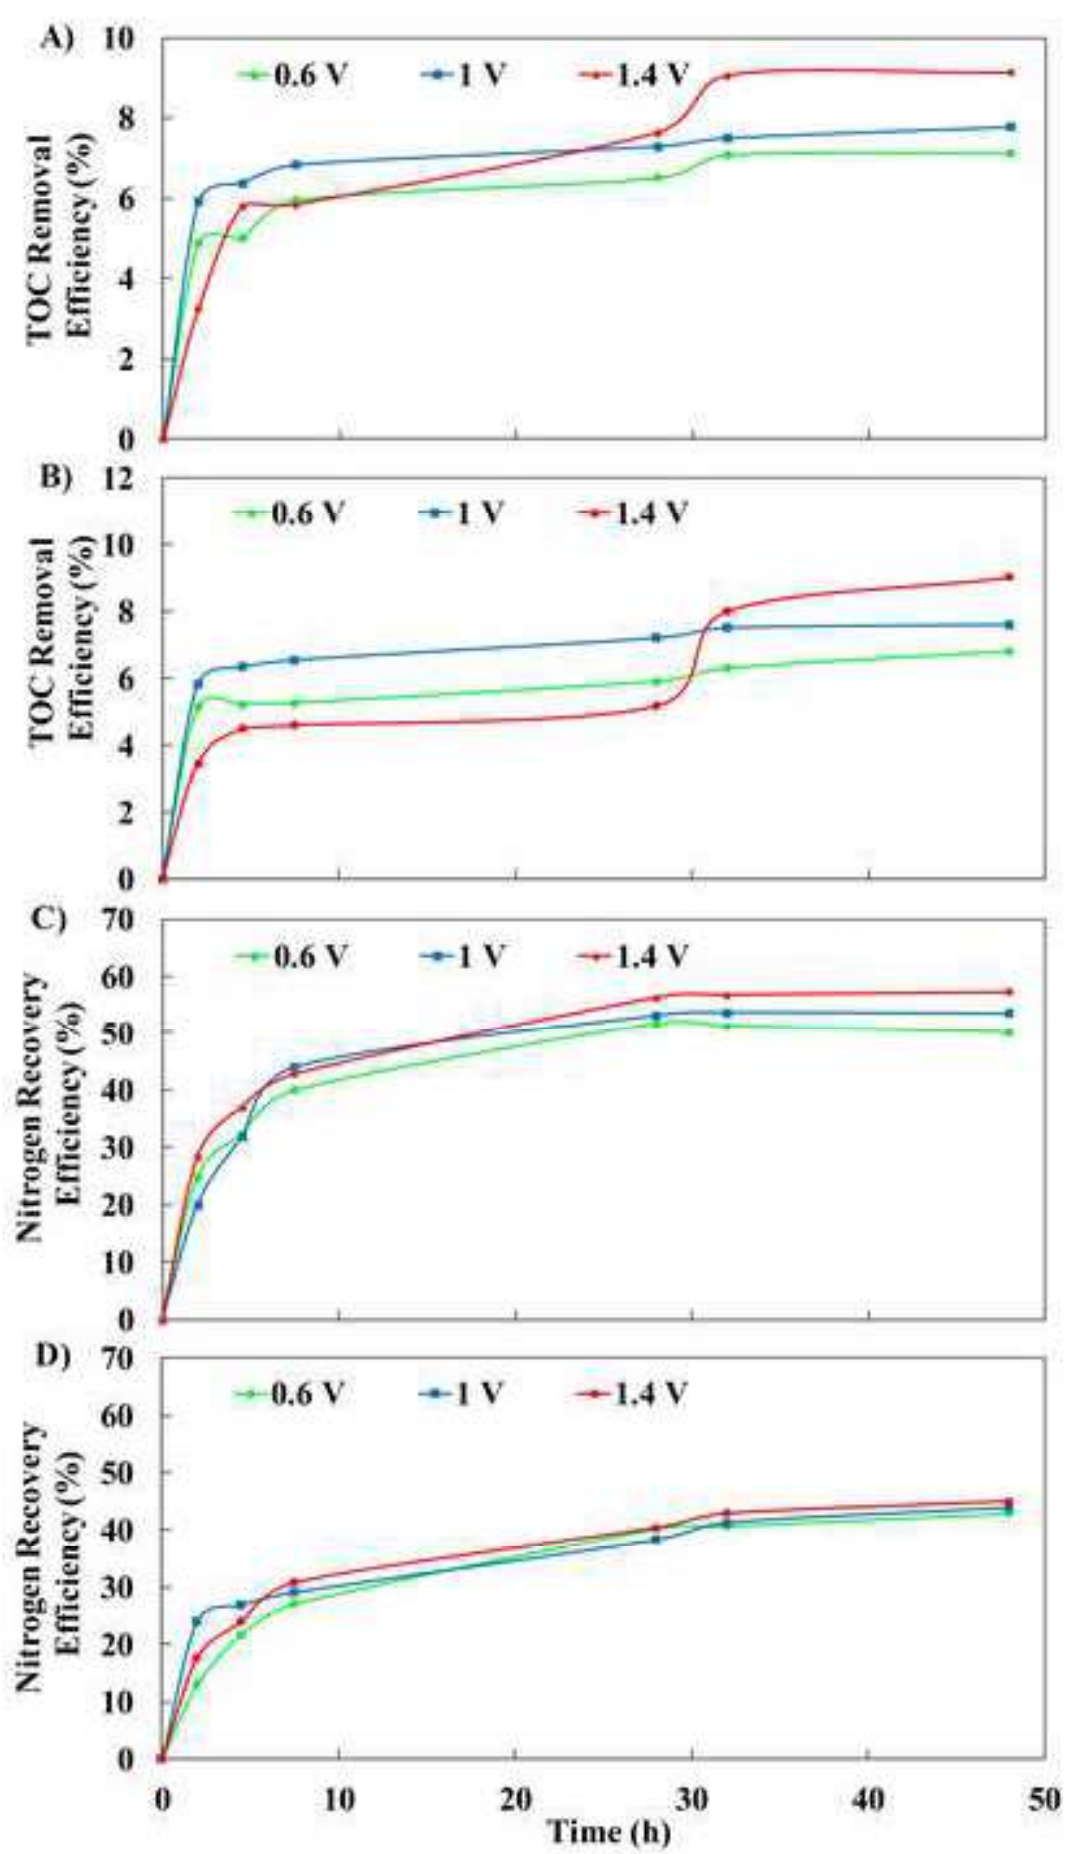 A)
10
8
6
4
2
0
TOC Removal
Efficiency (%)
0.6 V 1 V 1.4 V
B)
12
10
8
6
4
2
0
TOC Removal
Efficiency (%)
0.6 V 1 V 1.4 V
C)
70
60
50
40
30
20
10
0
Nitrogen Recovery
Efficiency (%)
0.6 V 1 V 1.4 V
D)
70
60
50
40
30
20
10
0
Nitrogen Recovery
Efficiency (%)
0.6 V 1 V 1.4 V
0 10 20 30 40 50
Time (h)